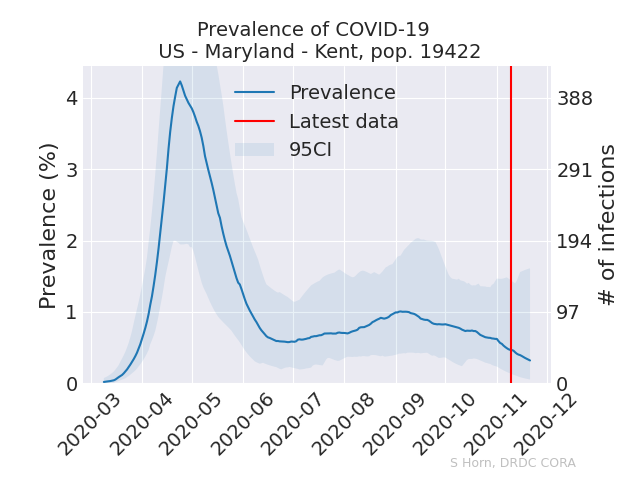 Prevalence of COVID-19
US - Maryland - Kent, pop. 19422
Prevalence
Latest data
95CI
Prevalence (%)
4
3
2
1
0
388
291
194
97
0
# of infections
2020-03
2020-04
2020-05
2020-06
2020-07
2020-08
2020-09
2020-10
2020-11
2020-12
S Horn, DRDC CORA